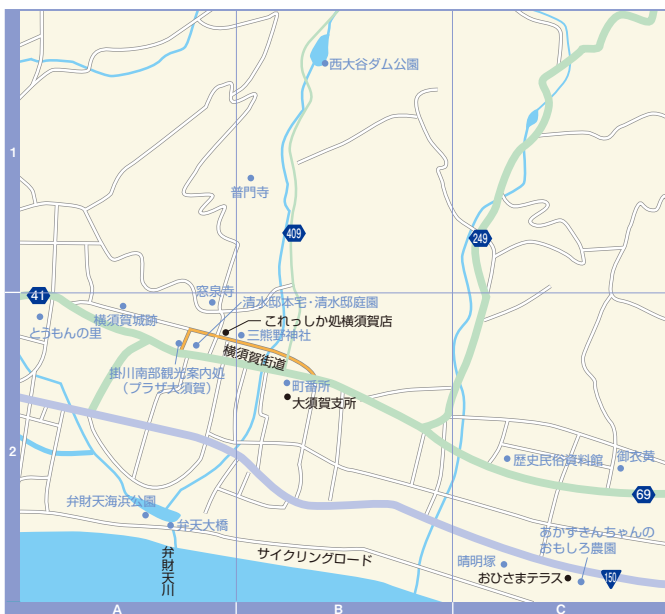 西大谷ダム公園
1
普門寺
409
249
41
窓泉寺
清水邸本宅・清水邸庭園
とうもんの里
横須賀城跡
これっしか処横須賀店
三熊野神社
横須賀街道
掛川南部観光案内処
（プラザ大須賀）
町番所
大須賀支所
2
歴史民俗資料館
御衣黄
69
弁財天海浜公園
弁天大橋
あかずきんちゃんの
おもしろ農園
サイクリングロード
弁財天川
晴明塚
おひさまテラス
150
A
B
C